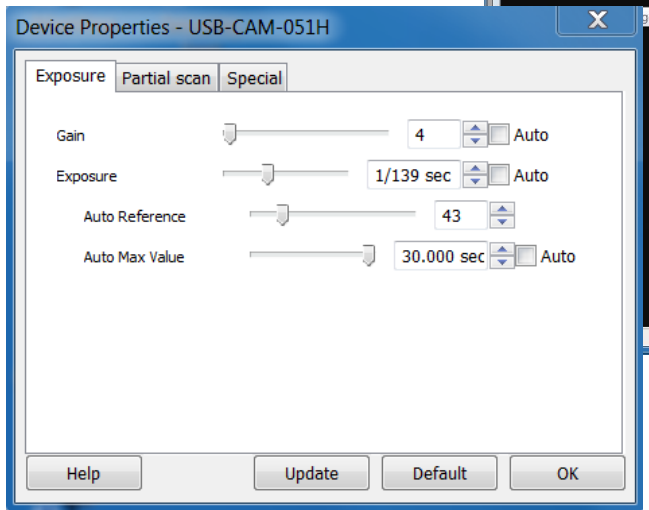 Device Properties - USB-CAM-051H
X
Exposure Partial scan Special
Gain 4 Auto
Exposure 1/139 sec Auto
Auto Reference 43
Auto Max Value 30.000 sec Auto
Help Update Default OK